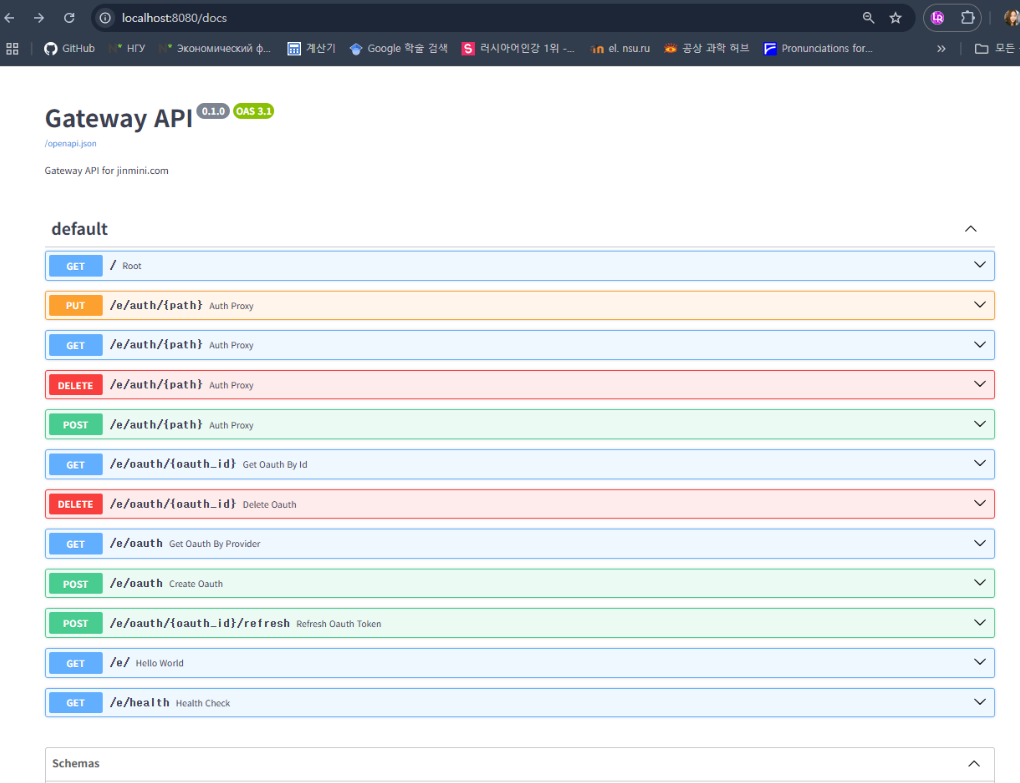 localhost:8080/docs
GitHub
НГУ
Экономический ф...
계산기
Google 학술 검색
S 러시아어인강 1위 -...
el. nsu.ru
공상 과학 허브
Pronunciations for...
»
모든
Gateway API 0.1.0 OAS 3.1
/openapi.json
Gateway API for jinmini.com
default
GET / Root
PUT /e/auth/{path} Auth Proxy
GET /e/auth/{path} Auth Proxy
DELETE /e/auth/{path} Auth Proxy
POST /e/auth/{path} Auth Proxy
GET /e/oauth/{oauth_id} Get Oauth By Id
DELETE /e/oauth/{oauth_id} Delete Oauth
GET /e/oauth Get Oauth By Provider
POST /e/oauth Create Oauth
POST /e/oauth/{oauth_id}/refresh Refresh Oauth Token
GET /e/ Hello World
GET /e/health Health Check
Schemas